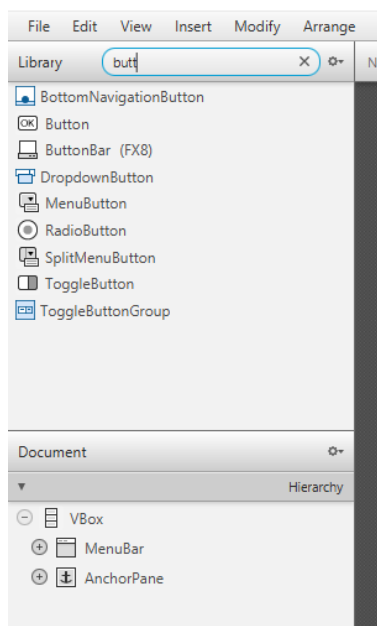 File Edit View Insert Modify Arrange
Library butt
BottomNavigationButton
OK Button
ButtonBar (FX8)
DropdownButton
MenuButton
RadioButton
SplitMenuButton
ToggleButton
ToggleButtonGroup
Document
Hierarchy
VBox
MenuBar
AnchorPane